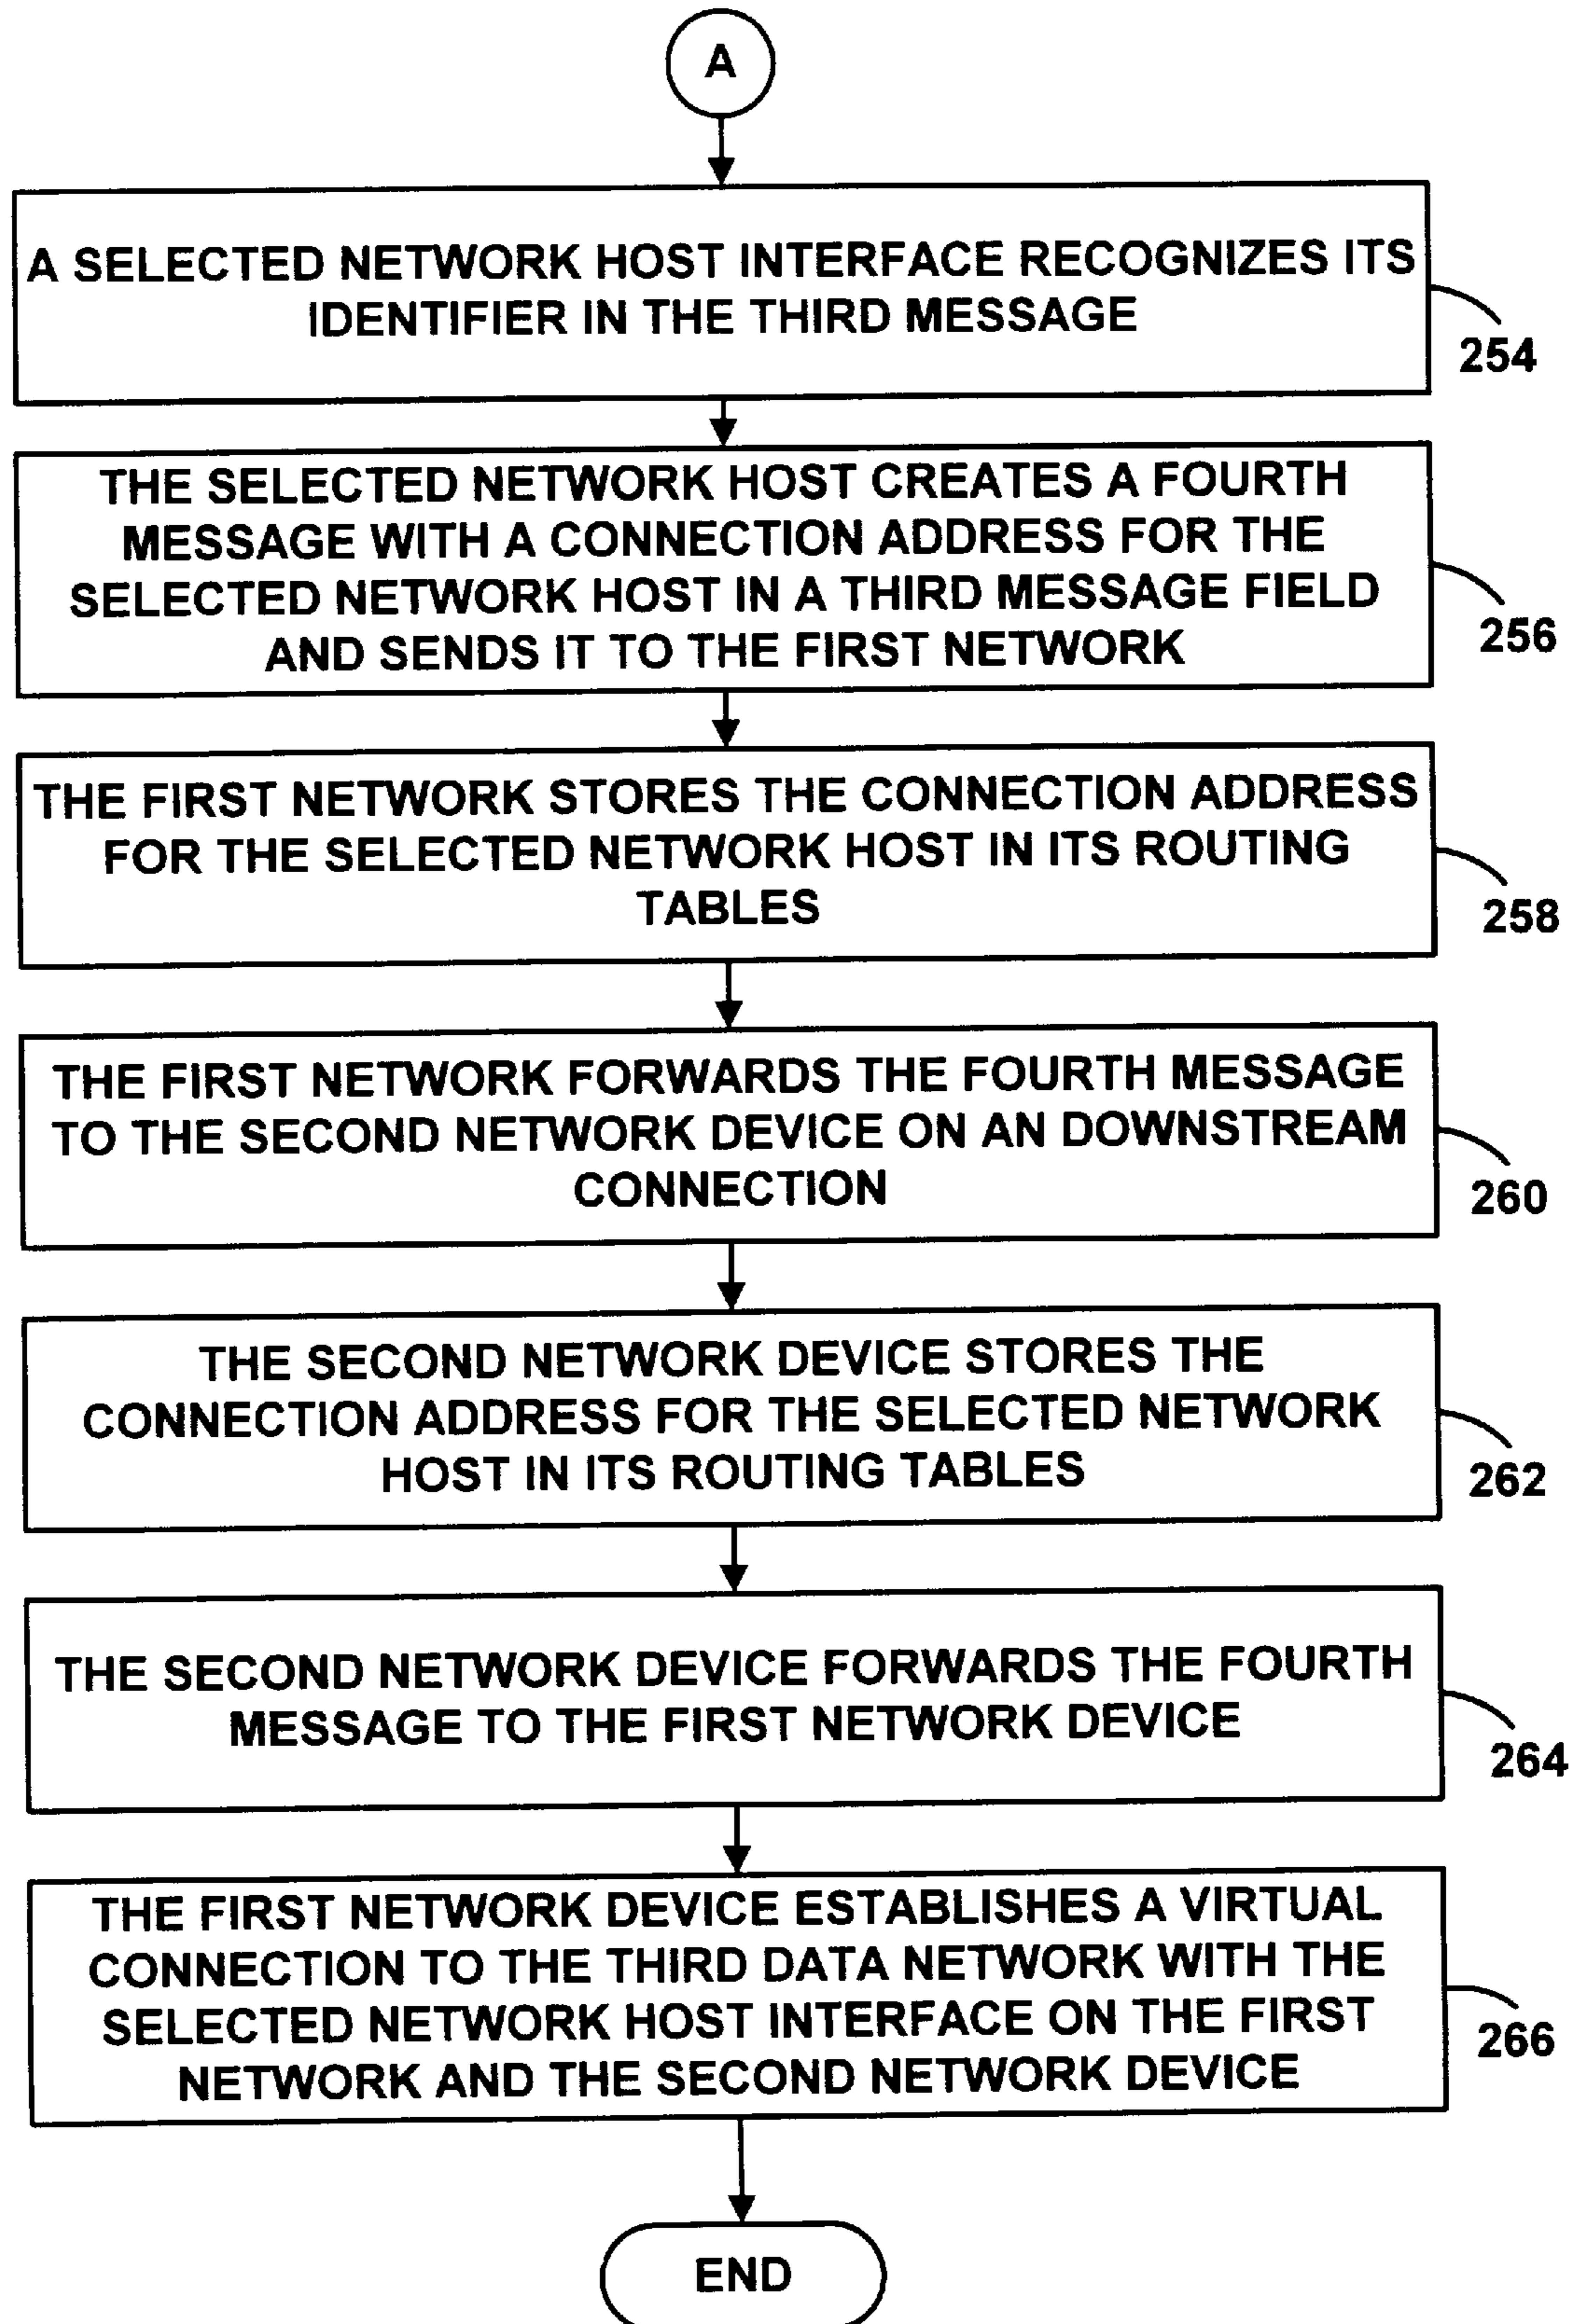 A
A SELECTED NETWORK HOST INTERFACE RECOGNIZES ITS
IDENTIFIER IN THE THIRD MESSAGE
254
THE SELECTED NETWORK HOST CREATES A FOURTH
MESSAGE WITH A CONNECTION ADDRESS FOR THE
SELECTED NETWORK HOST IN A THIRD MESSAGE FIELD
AND SENDS IT TO THE FIRST NETWORK
256
THE FIRST NETWORK STORES THE CONNECTION ADDRESS
FOR THE SELECTED NETWORK HOST IN ITS ROUTING
TABLES
258
THE FIRST NETWORK FORWARDS THE FOURTH MESSAGE
TO THE SECOND NETWORK DEVICE ON AN DOWNSTREAM
CONNECTION
260
THE SECOND NETWORK DEVICE STORES THE
CONNECTION ADDRESS FOR THE SELECTED NETWORK
HOST IN ITS ROUTING TABLES
262
THE SECOND NETWORK DEVICE FORWARDS THE FOURTH
MESSAGE TO THE FIRST NETWORK DEVICE
264
THE FIRST NETWORK DEVICE ESTABLISHES A VIRTUAL
CONNECTION TO THE THIRD DATA NETWORK WITH THE
SELECTED NETWORK HOST INTERFACE ON THE FIRST
NETWORK AND THE SECOND NETWORK DEVICE
266
END